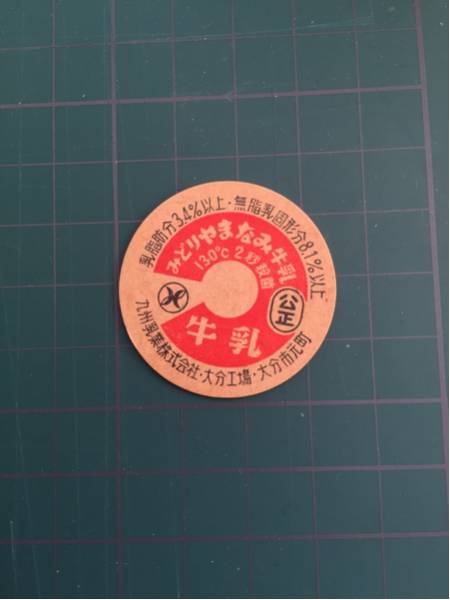 乳脂肪分3.4%以上・無脂乳固形分8.1%以上
みどりやまなみ牛乳
130℃ 2秒殺菌
公正
牛乳
九州乳業株式会社・大分工場・大分市元町